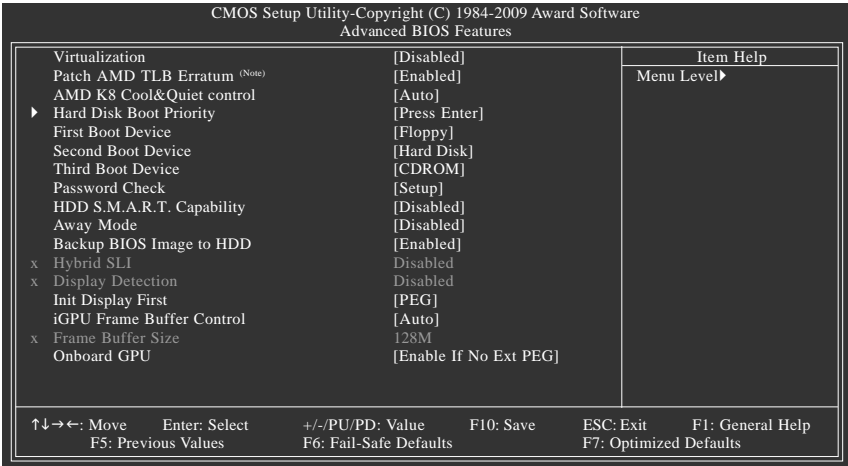 CMOS Setup Utility-Copyright (C) 1984-2009 Award Software
Advanced BIOS Features
Virtualization [Disabled] Item Help
Patch AMD TLB Erratum (Note) [Enabled] Menu Level▶
AMD K8 Cool&Quiet control [Auto]
▶ Hard Disk Boot Priority [Press Enter]
First Boot Device [Floppy]
Second Boot Device [Hard Disk]
Third Boot Device [CDROM]
Password Check [Setup]
HDD S.M.A.R.T. Capability [Disabled]
Away Mode [Disabled]
Backup BIOS Image to HDD [Enabled]
x Hybrid SLI Disabled
x Display Detection Disabled
Init Display First [PEG]
iGPU Frame Buffer Control [Auto]
x Frame Buffer Size 128M
Onboard GPU [Enable If No Ext PEG]
↑↓→←: Move Enter: Select +/-/PU/PD: Value F10: Save ESC: Exit F1: General Help
F5: Previous Values F6: Fail-Safe Defaults F7: Optimized Defaults